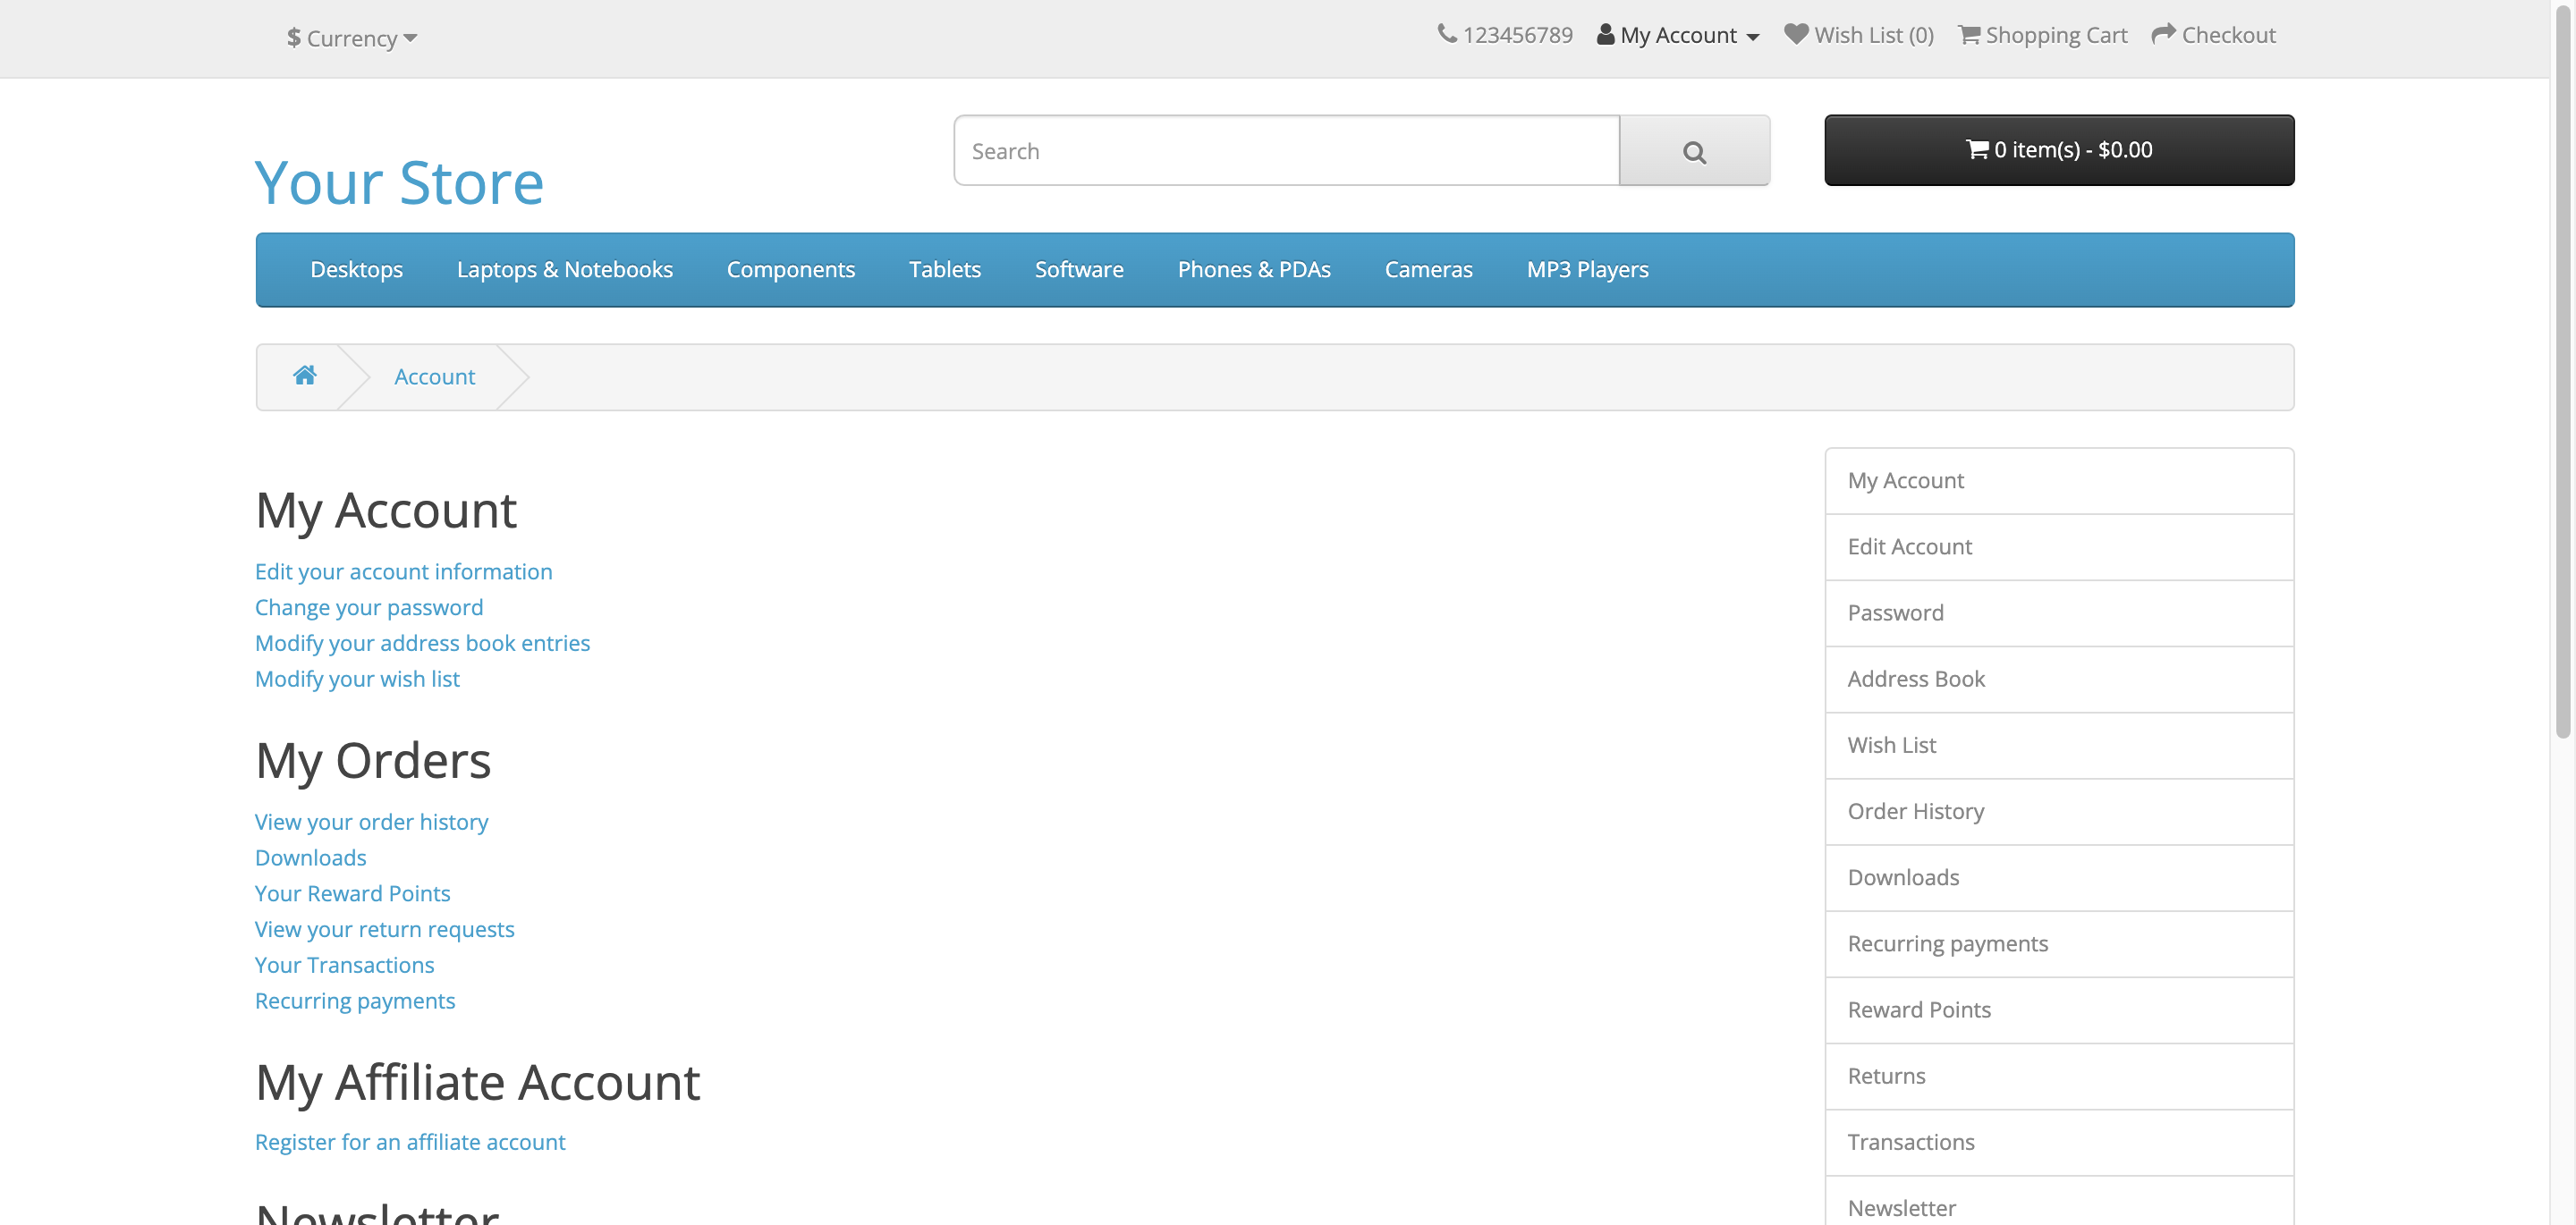 $ Currency
123456789 My Account Wish List (0) Shopping Cart Checkout
Your Store
Search
0 item(s) - $0.00
Desktops Laptops & Notebooks Components Tablets Software Phones & PDAs Cameras MP3 Players
Account
My Account
Edit your account information
Change your password
Modify your address book entries
Modify your wish list
My Orders
View your order history
Downloads
Your Reward Points
View your return requests
Your Transactions
Recurring payments
My Affiliate Account
Register for an affiliate account
Newsletter
My Account
Edit Account
Password
Address Book
Wish List
Order History
Downloads
Recurring payments
Reward Points
Returns
Transactions
Newsletter